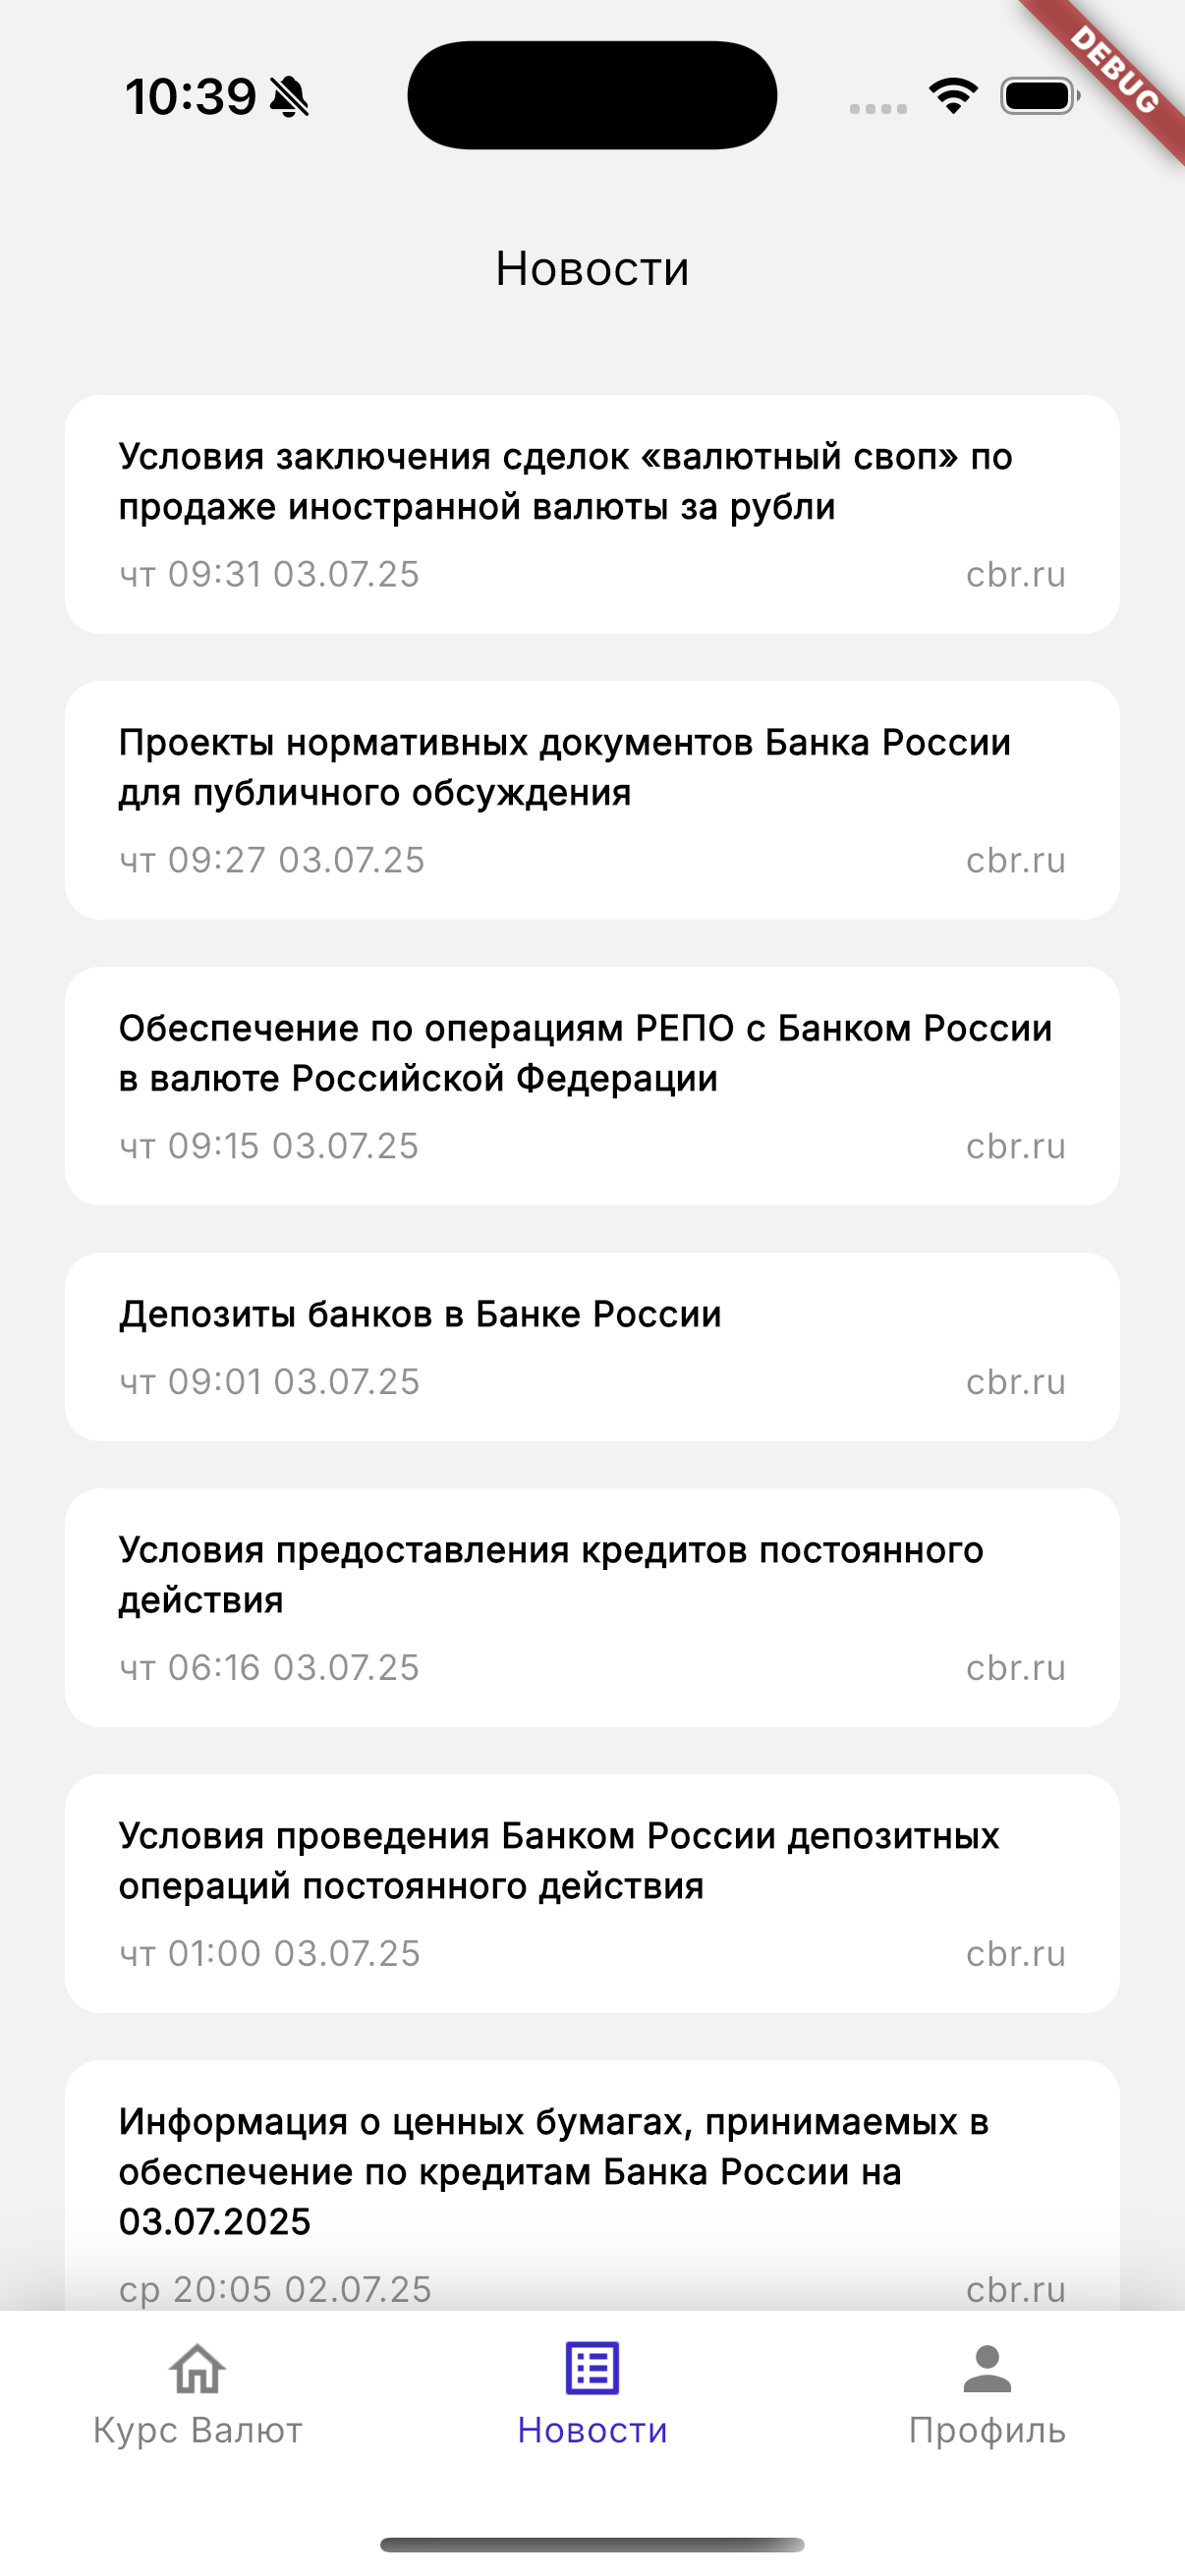 10:39
DEBUG
Новости
Условия заключения сделок «валютный своп» по
продаже иностранной валюты за рубли
чт 09:31 03.07.25 cbr.ru
Проекты нормативных документов Банка России
для публичного обсуждения
чт 09:27 03.07.25 cbr.ru
Обеспечение по операциям РЕПО с Банком России
в валюте Российской Федерации
чт 09:15 03.07.25 cbr.ru
Депозиты банков в Банке России
чт 09:01 03.07.25 cbr.ru
Условия предоставления кредитов постоянного
действия
чт 06:16 03.07.25 cbr.ru
Условия проведения Банком России депозитных
операций постоянного действия
чт 01:00 03.07.25 cbr.ru
Информация о ценных бумагах, принимаемых в
обеспечение по кредитам Банка России на
03.07.2025
ср 20:05 02.07.25 cbr.ru
Курс Валют Новости Профиль